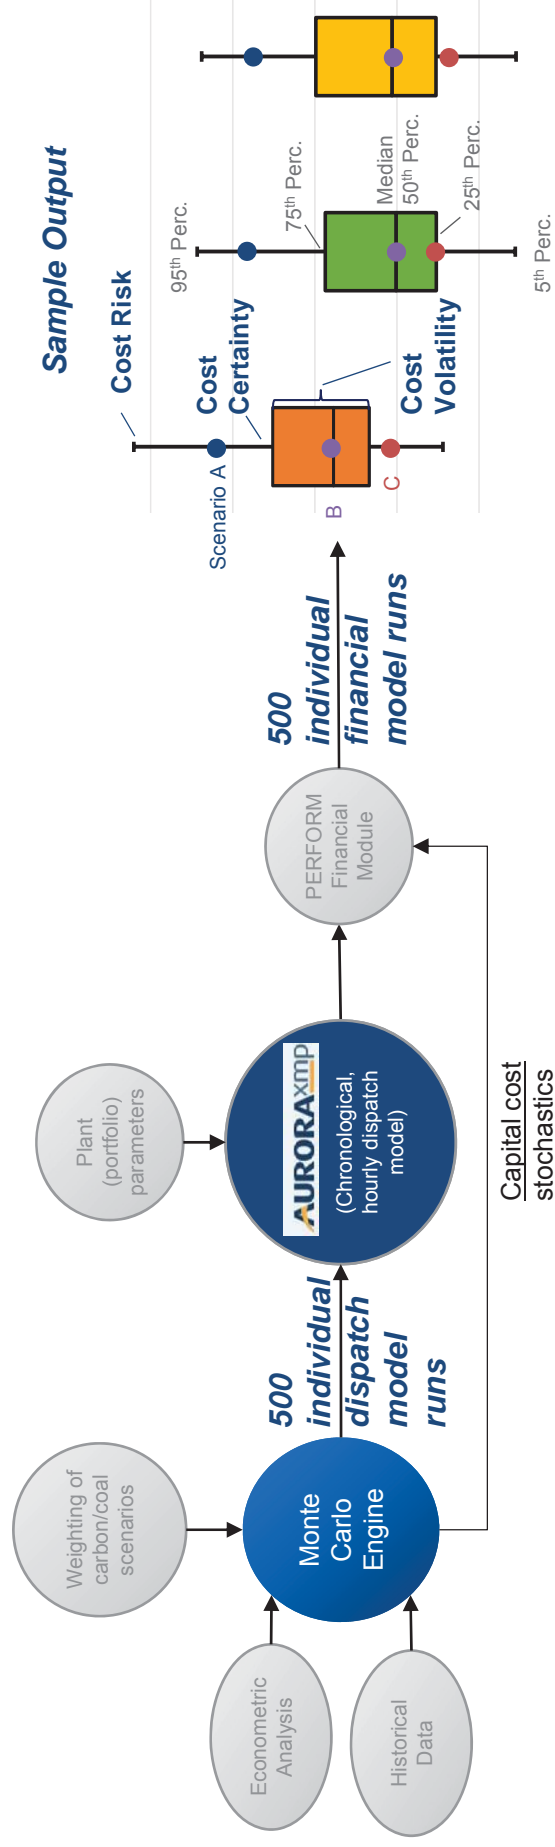 Econometric
Analysis
Historical
Data
Weighting of
carbon/coal
scenarios
Monte
Carlo
Engine
500
individual
dispatch
model
runs
Plant
(portfolio)
parameters
AURORAxmp
(Chronological,
hourly dispatch
model)
Capital cost
stochastics
PERFORM
Financial
Module
500
individual
financial
model runs
Sample Output
Scenario A
B
C
Cost Risk
Cost
Certainty
Cost
Volatility
95th Perc.
75th Perc.
Median
50th Perc.
25th Perc.
5th Perc.